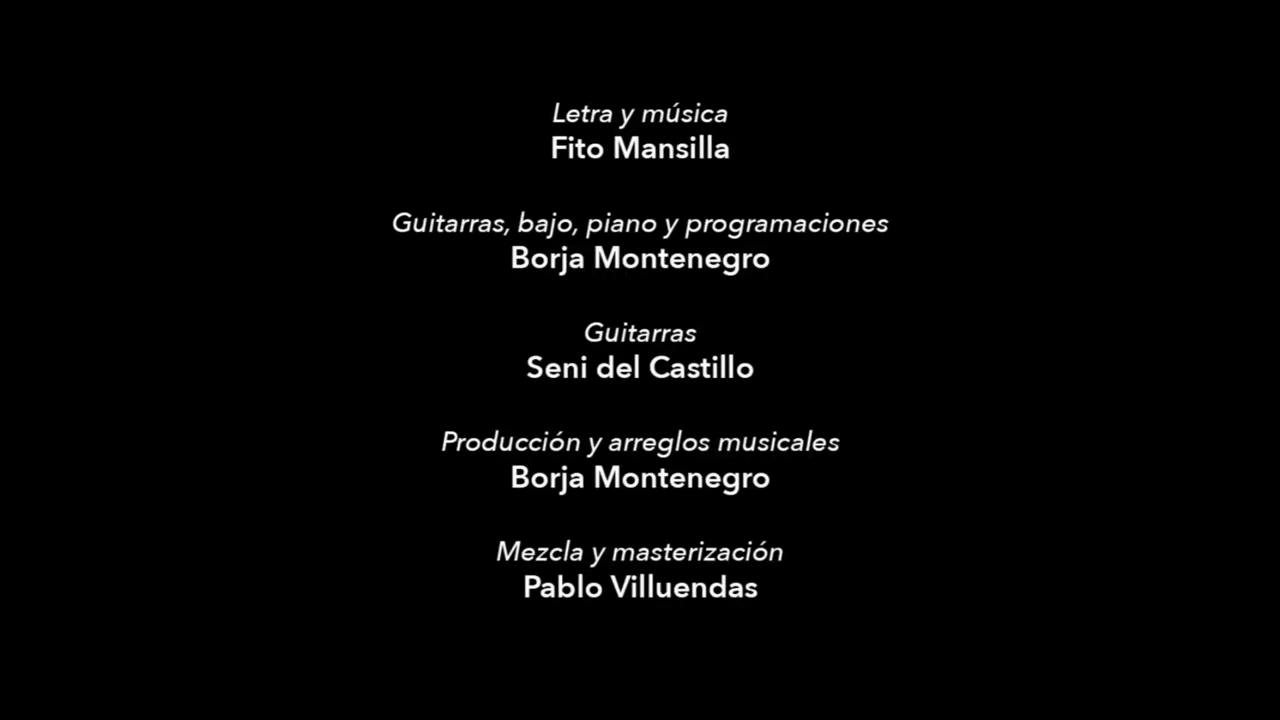 Letra y música
Fito Mansilla
Guitarras, bajo, piano y programaciones
Borja Montenegro
Guitarras
Seni del Castillo
Producción y arreglos musicales
Borja Montenegro
Mezcla y masterización
Pablo Villuendas